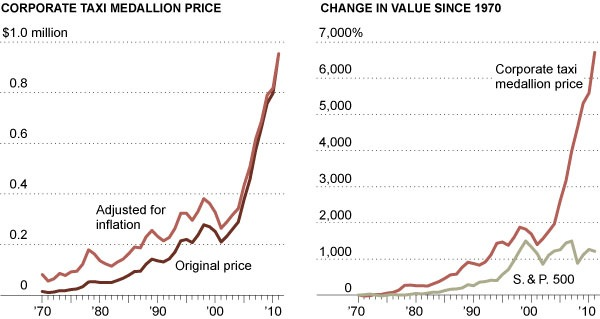 CORPORATE TAXI MEDALLION PRICE
$1.0 million
0.8
0.6
0.4
0.2
0
Adjusted for
inflation
Original price
'70 '80 '90 '00 '10
CHANGE IN VALUE SINCE 1970
7,000%
6,000
5,000
4,000
3,000
2,000
1,000
0
Corporate taxi
medallion price
S. & P. 500
'70 '80 '90 '00 '10